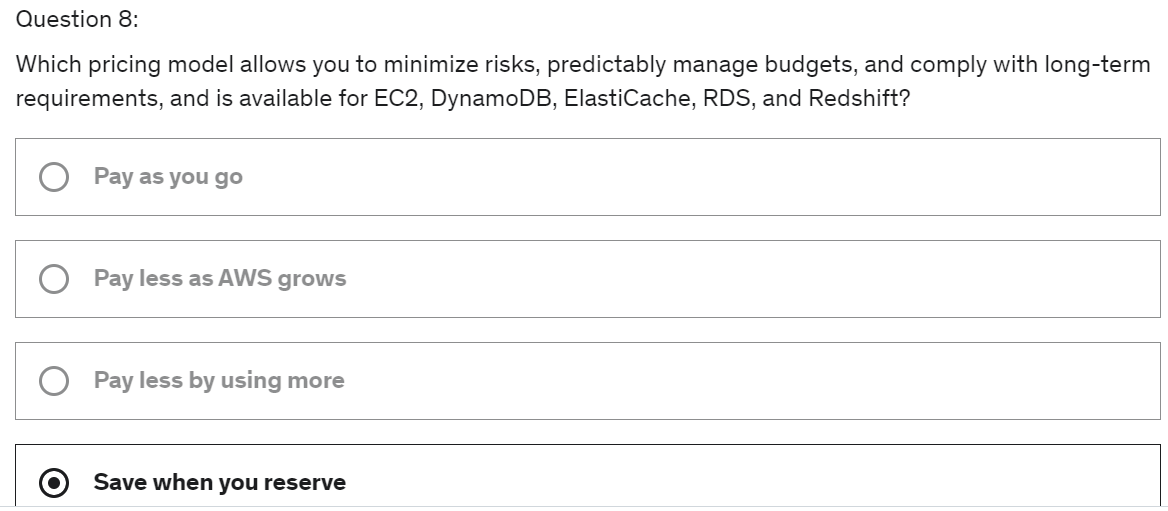 Question 8:
Which pricing model allows you to minimize risks, predictably manage budgets, and comply with long-term
requirements, and is available for EC2, DynamoDB, ElastiCache, RDS, and Redshift?
Pay as you go
Pay less as AWS grows
Pay less by using more
Save when you reserve